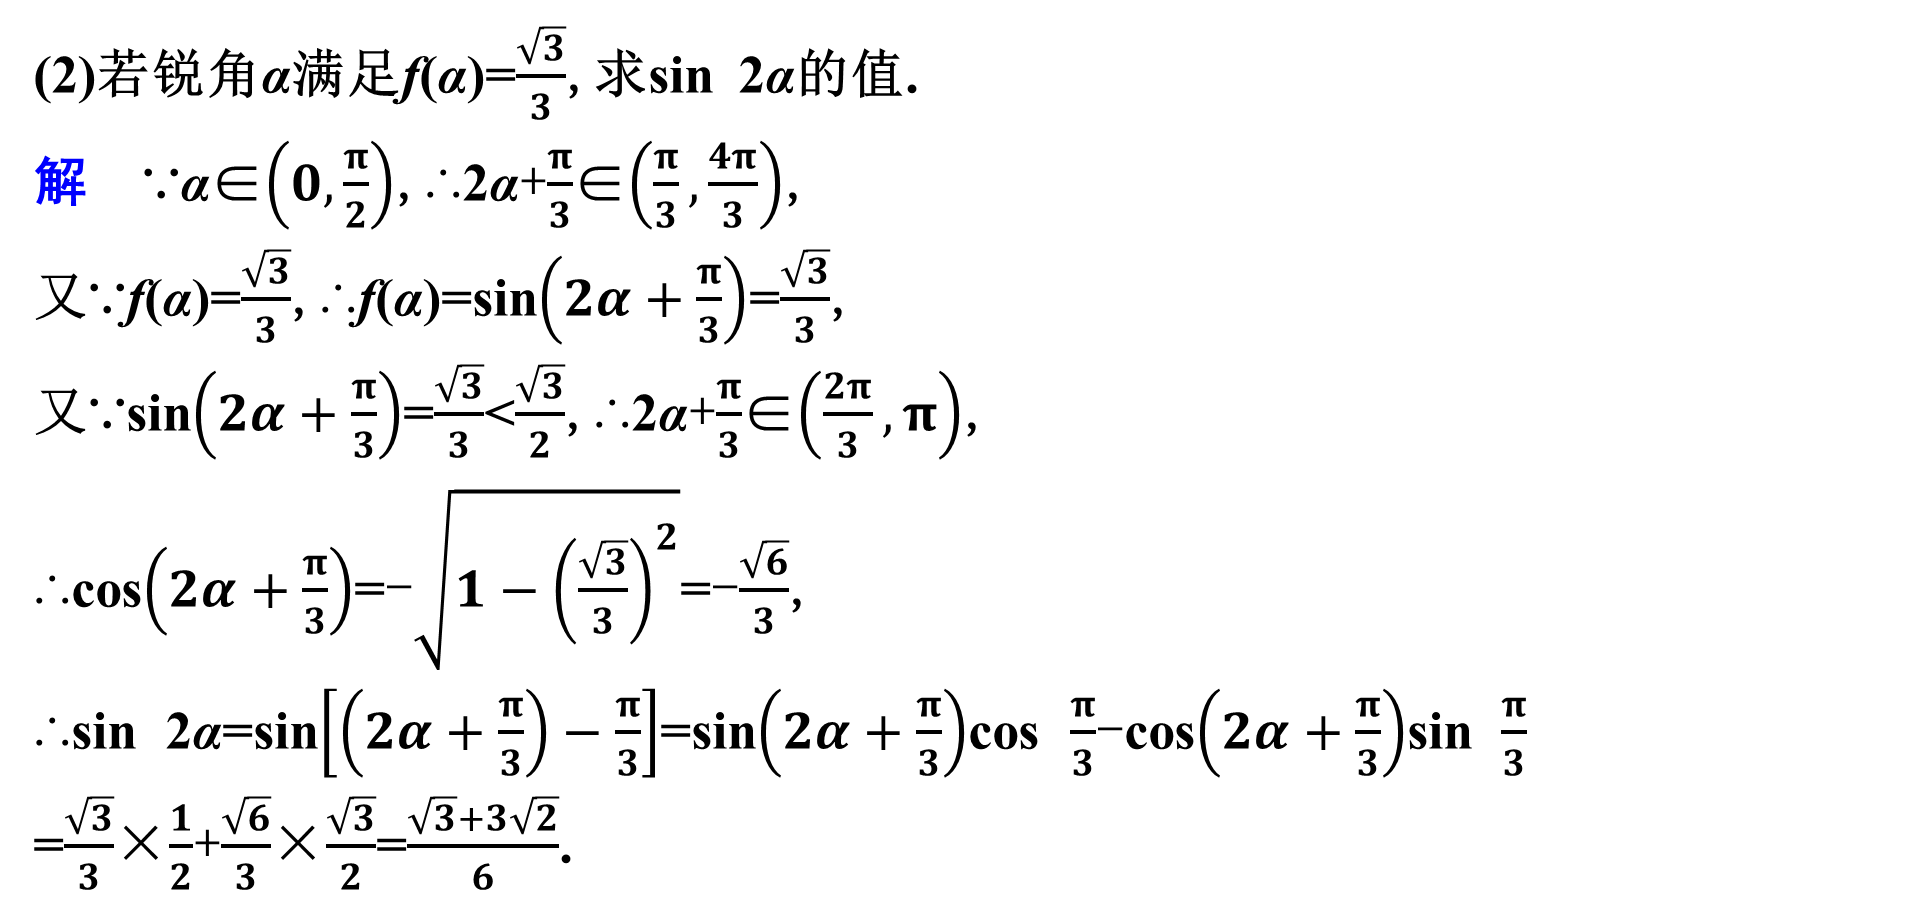 (2)若锐角α满足f(α)=√3/3, 求sin 2α的值.
解 ∵α∈(0,π/2), ∴2α+π/3∈(π/3,4π/3),
又∵f(α)=√3/3, ∴f(α)=sin(2α+π/3)=√3/3,
又∵sin(2α+π/3)=√3/3<√3/2, ∴2α+π/3∈(2π/3,π),
∴cos(2α+π/3)=-√(1-(√3/3)²)=-√6/3,
∴sin 2α=sin[(2α+π/3)-π/3]=sin(2α+π/3)cos π/3-cos(2α+π/3)sin π/3
=√3/3×1/2+√6/3×√3/2=(√3+3√2)/6.